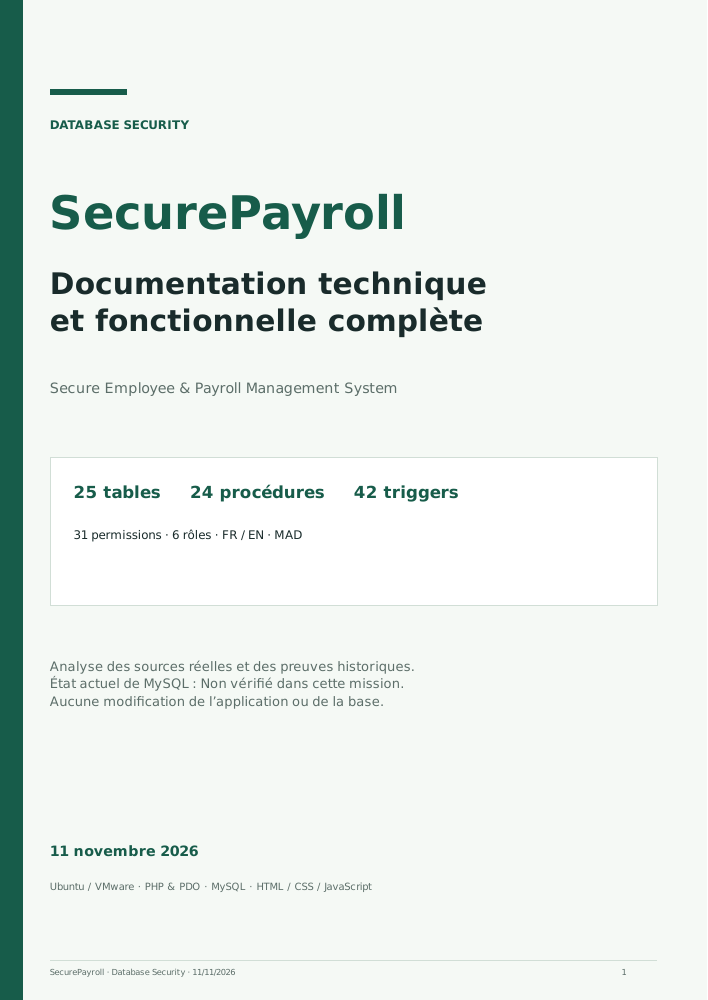 DATABASE SECURITY
SecurePayroll
Documentation technique
et fonctionnelle complète
Secure Employee & Payroll Management System
25 tables 24 procédures 42 triggers
31 permissions · 6 rôles · FR / EN · MAD
Analyse des sources réelles et des preuves historiques.
État actuel de MySQL : Non vérifié dans cette mission.
Aucune modification de l’application ou de la base.
11 novembre 2026
Ubuntu / VMware · PHP & PDO · MySQL · HTML / CSS / JavaScript
SecurePayroll · Database Security · 11/11/2026 1